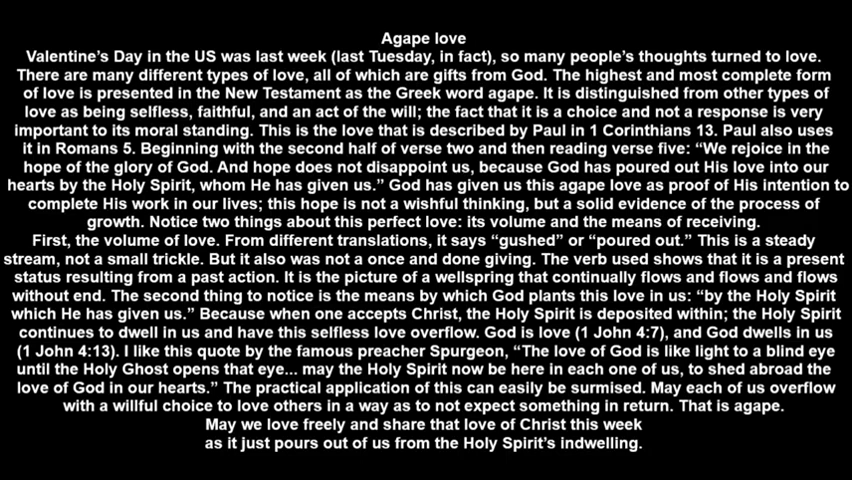 Agape love
Valentine’s Day in the US was last week (last Tuesday, in fact), so many people’s thoughts turned to love.
There are many different types of love, all of which are gifts from God. The highest and most complete form
of love is presented in the New Testament as the Greek word agape. It is distinguished from other types of
love as being selfless, faithful, and an act of the will; the fact that it is a choice and not a response is very
important to its moral standing. This is the love that is described by Paul in 1 Corinthians 13. Paul also uses
it in Romans 5. Beginning with the second half of verse two and then reading verse five: “We rejoice in the
hope of the glory of God. And hope does not disappoint us, because God has poured out His love into our
hearts by the Holy Spirit, whom He has given us.” God has given us this agape love as proof of His intention to
complete His work in our lives; this hope is not a wishful thinking, but a solid evidence of the process of
growth. Notice two things about this perfect love: its volume and the means of receiving.
First, the volume of love. From different translations, it says “gushed” or “poured out.” This is a steady
stream, not a small trickle. But it also was not a once and done giving. The verb used shows that it is a present
status resulting from a past action. It is the picture of a wellspring that continually flows and flows and flows
without end. The second thing to notice is the means by which God plants this love in us: “by the Holy Spirit
which He has given us.” Because when one accepts Christ, the Holy Spirit is deposited within; the Holy Spirit
continues to dwell in us and have this selfless love overflow. God is love (1 John 4:7), and God dwells in us
(1 John 4:13). I like this quote by the famous preacher Spurgeon, “The love of God is like light to a blind eye
until the Holy Ghost opens that eye... may the Holy Spirit now be here in each one of us, to shed abroad the
love of God in our hearts.” The practical application of this can easily be surmised. May each of us overflow
with a willful choice to love others in a way as to not expect something in return. That is agape.
May we love freely and share that love of Christ this week
as it just pours out of us from the Holy Spirit’s indwelling.